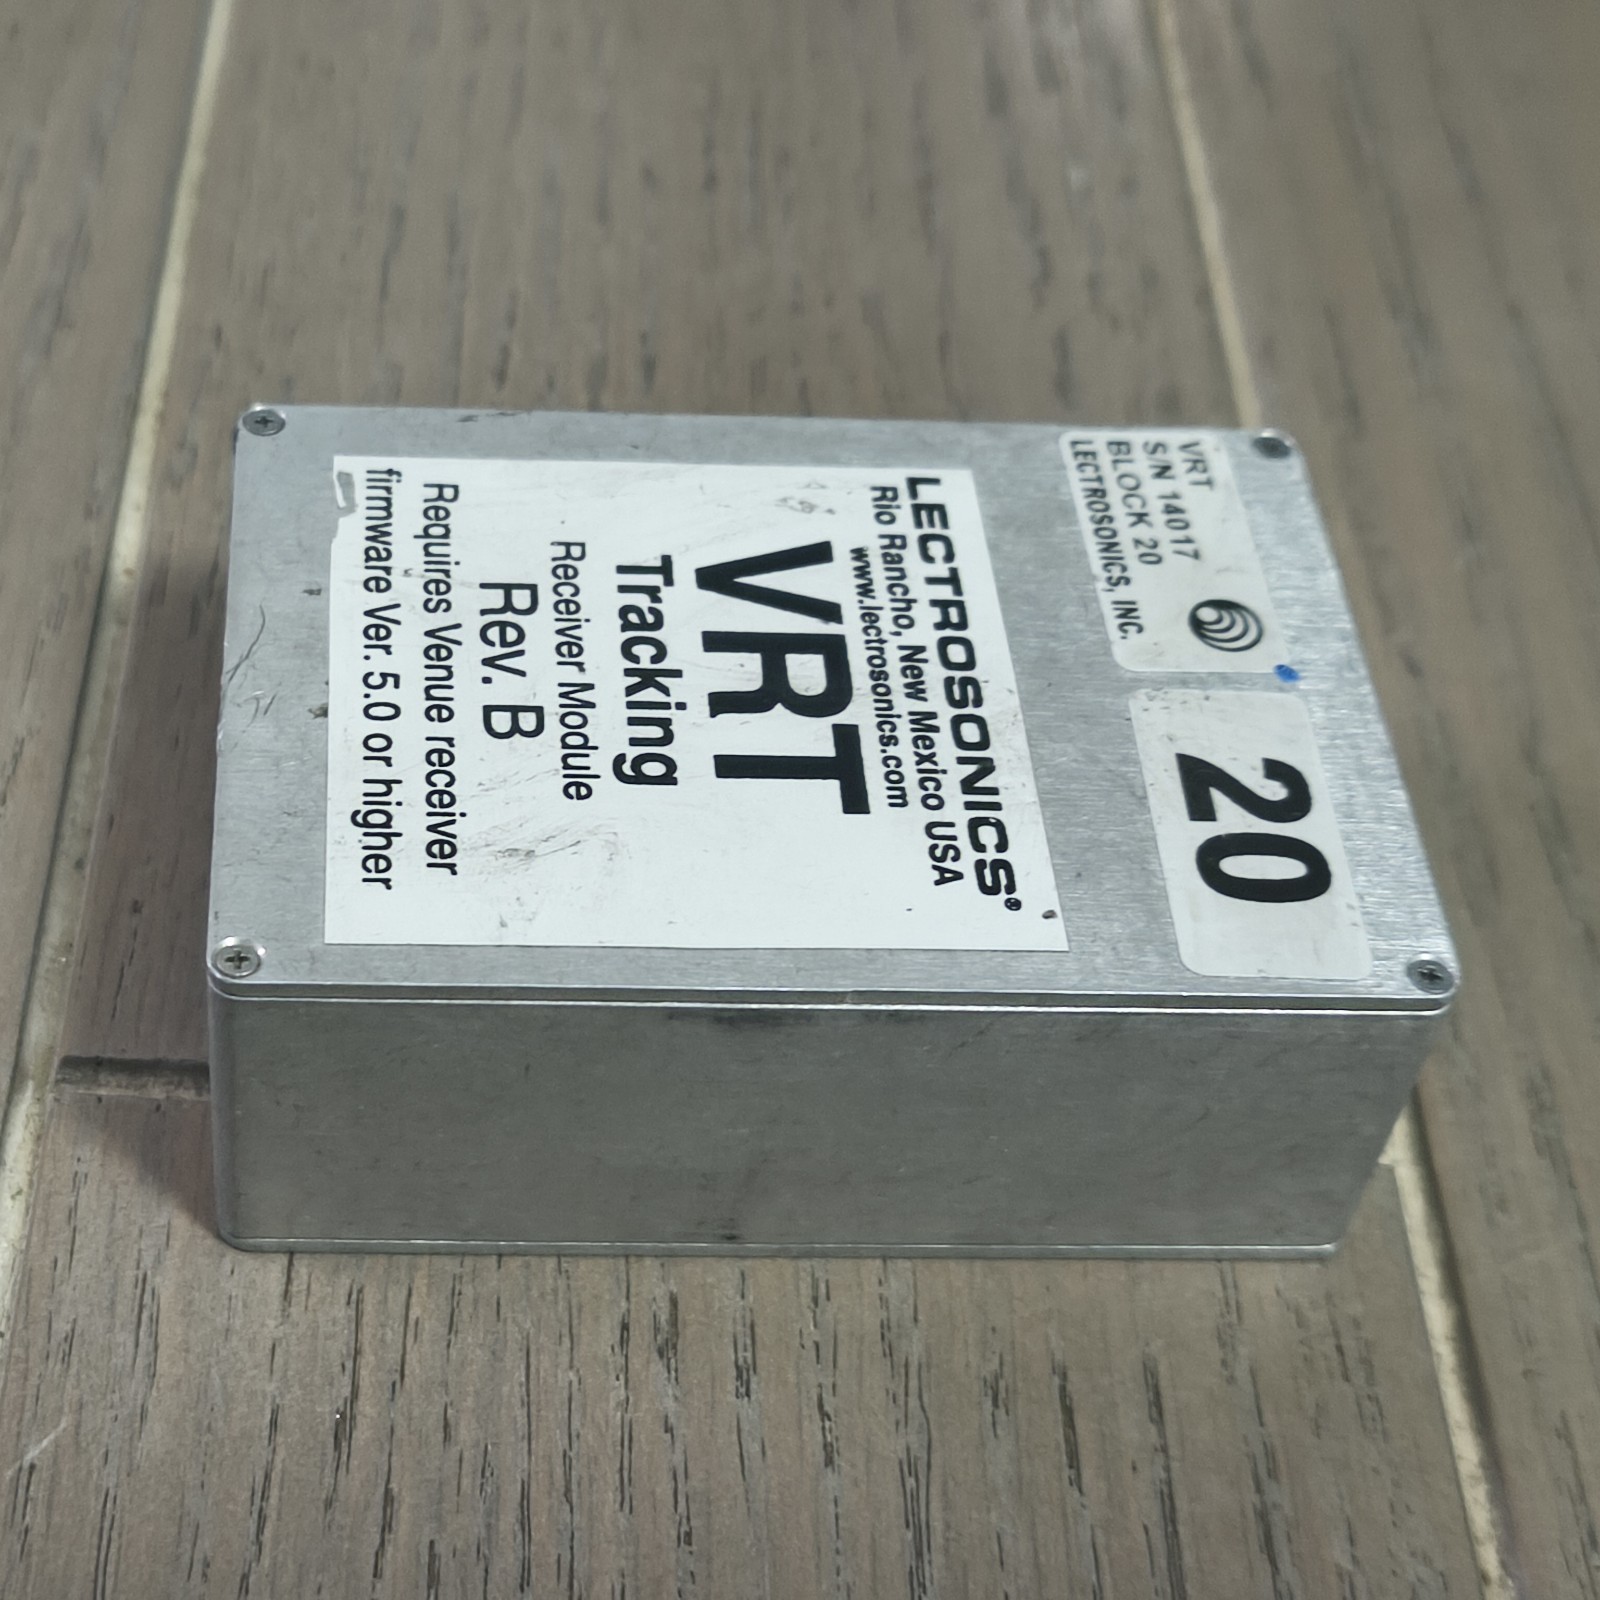 LECTROSONICS®
Rio Rancho, New Mexico USA
www.lectrosonics.com
VRT
Tracking
Receiver Module
Rev. B
Requires Venue receiver
firmware Ver. 5.0 or higher
VRT
S/N 14017
BLOCK 20
LECTROSONICS, INC.
20